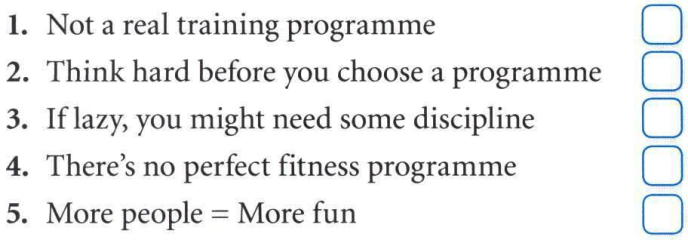 1. Not a real training programme
2. Think hard before you choose a programme
3. If lazy, you might need some discipline
4. There's no perfect fitness programme
5. More people = More fun